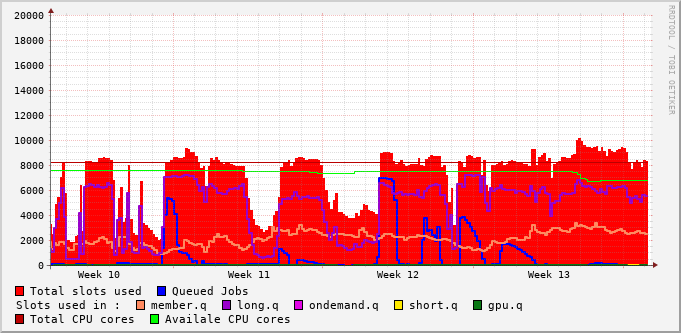 20000
18000
16000
14000
12000
10000
8000
6000
4000
2000
0
Week 10 Week 11 Week 12 Week 13
RRDTOOL / TOBI OETIKER
Total slots used Queued Jobs
Slots used in : member.q long.q ondemand.q short.q gpu.q
Total CPU cores Availale CPU cores